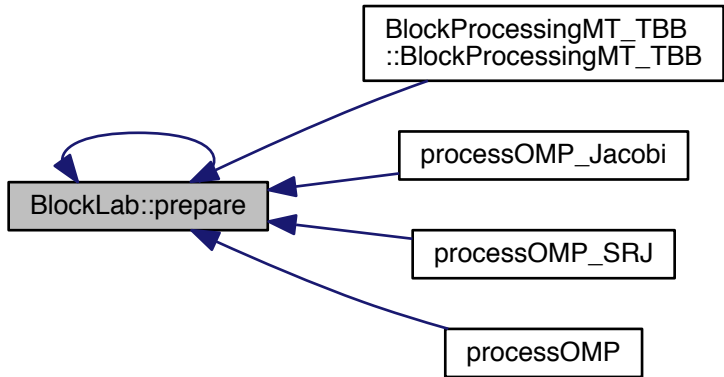 BlockProcessingMT_TBB
::BlockProcessingMT_TBB
processOMP_Jacobi
BlockLab::prepare
processOMP_SRJ
processOMP